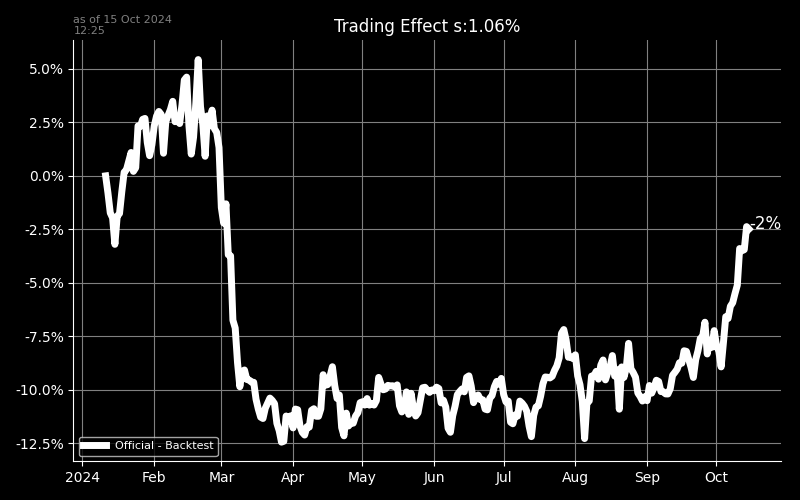 as of 15 Oct 2024
12:25
Trading Effect s:1.06%
5.0%
2.5%
0.0%
-2.5%
-5.0%
-7.5%
-10.0%
-12.5%
-2%
Official - Backtest
2024 Feb Mar Apr May Jun Jul Aug Sep Oct